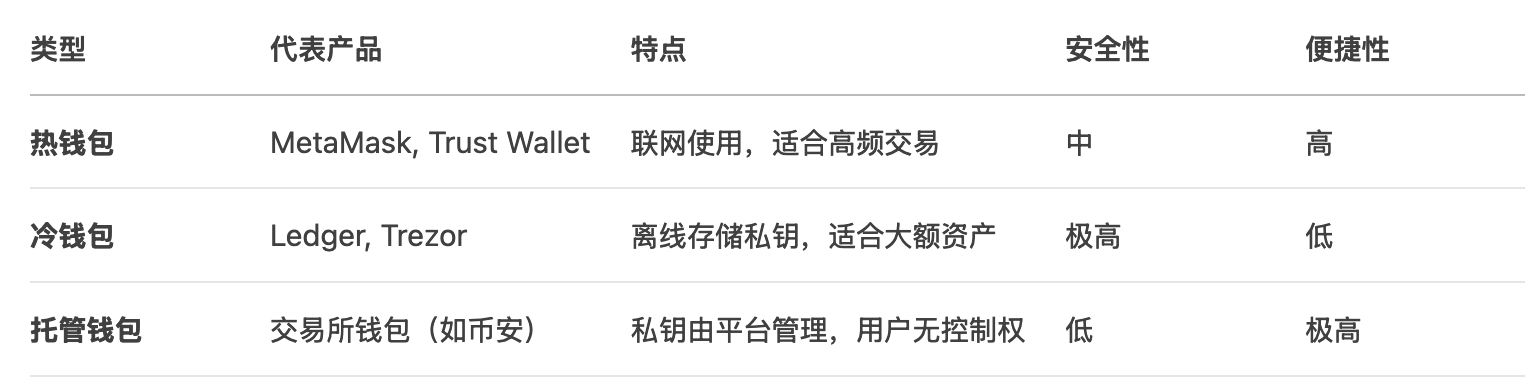 类型 代表产品 特点 安全性 便捷性
热钱包 MetaMask, Trust Wallet 联网使用，适合高频交易 中 高
冷钱包 Ledger, Trezor 离线存储私钥，适合大额资产 极高 低
托管钱包 交易所钱包（如币安） 私钥由平台管理，用户无控制权 低 极高